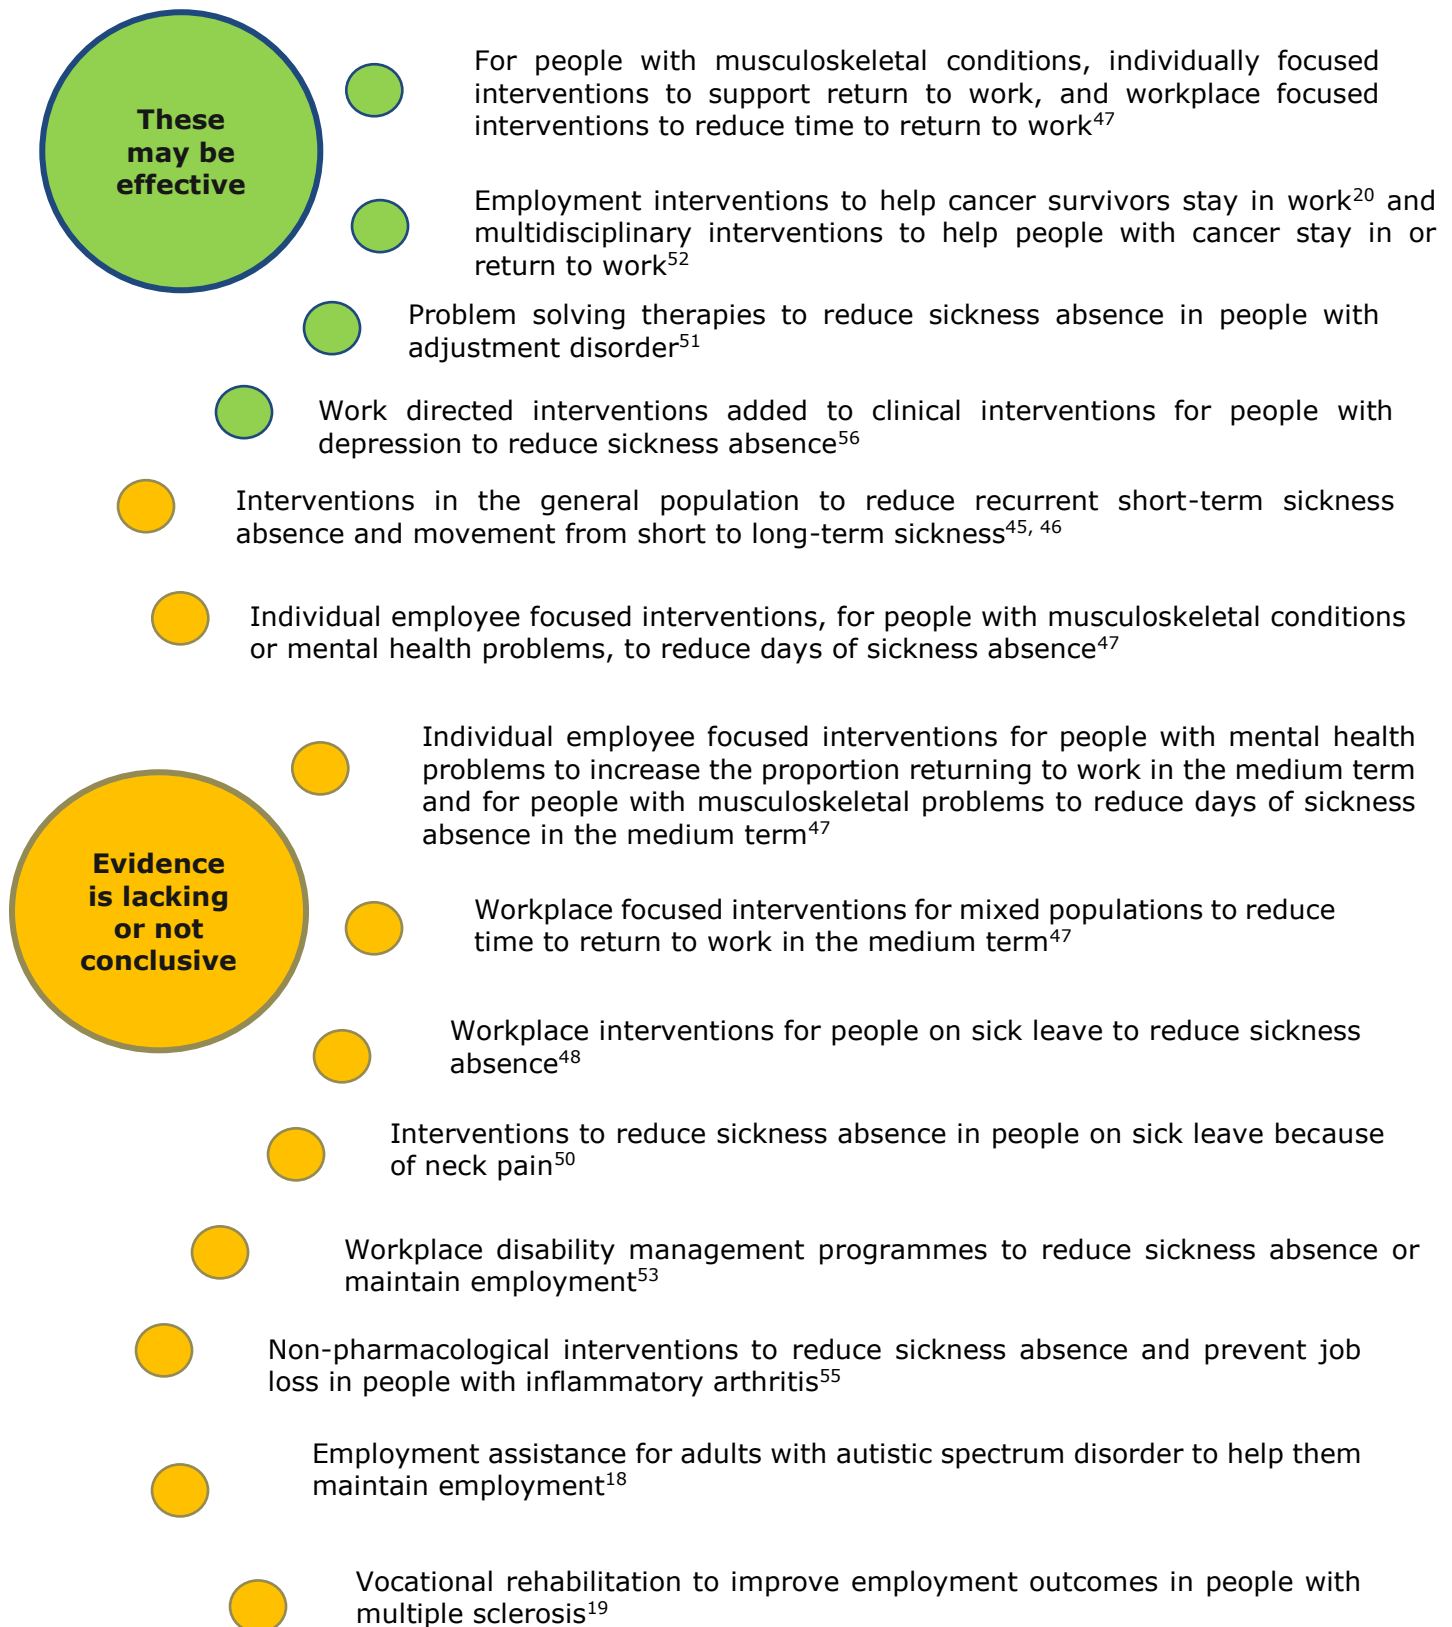 These
may be
effective
For people with musculoskeletal conditions, individually focused
interventions to support return to work, and workplace focused
interventions to reduce time to return to work47
Employment interventions to help cancer survivors stay in work20 and
multidisciplinary interventions to help people with cancer stay in or
return to work52
Problem solving therapies to reduce sickness absence in people with
adjustment disorder51
Work directed interventions added to clinical interventions for people with
depression to reduce sickness absence56
Interventions in the general population to reduce recurrent short-term sickness
absence and movement from short to long-term sickness45, 46
Individual employee focused interventions, for people with musculoskeletal conditions
or mental health problems, to reduce days of sickness absence47
Evidence
is lacking
or not
conclusive
Individual employee focused interventions for people with mental health
problems to increase the proportion returning to work in the medium term
and for people with musculoskeletal problems to reduce days of sickness
absence in the medium term47
Workplace focused interventions for mixed populations to reduce
time to return to work in the medium term47
Workplace interventions for people on sick leave to reduce sickness
absence48
Interventions to reduce sickness absence in people on sick leave because
of neck pain50
Workplace disability management programmes to reduce sickness absence or
maintain employment53
Non-pharmacological interventions to reduce sickness absence and prevent job
loss in people with inflammatory arthritis55
Employment assistance for adults with autistic spectrum disorder to help them
maintain employment18
Vocational rehabilitation to improve employment outcomes in people with
multiple sclerosis19